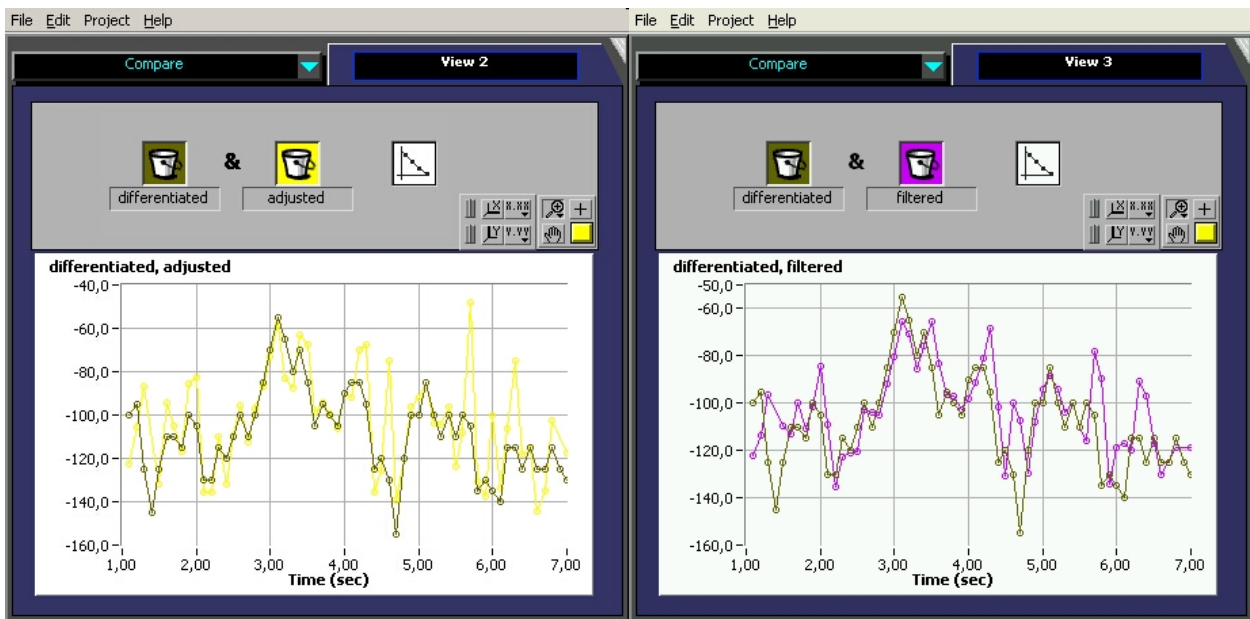 File Edit Project Help
Compare
View 2
&
differentiated
adjusted
X
X.XX
Y
Y.YY
differentiated, adjusted
-40,0
-60,0
-80,0
-100,0
-120,0
-140,0
-160,0
1,00 2,00 3,00 4,00 5,00 6,00 7,00
Time (sec)
File Edit Project Help
Compare
View 3
&
differentiated
filtered
X
X.XX
Y
Y.YY
differentiated, filtered
-50,0
-60,0
-80,0
-100,0
-120,0
-140,0
-160,0
1,00 2,00 3,00 4,00 5,00 6,00 7,00
Time (sec)